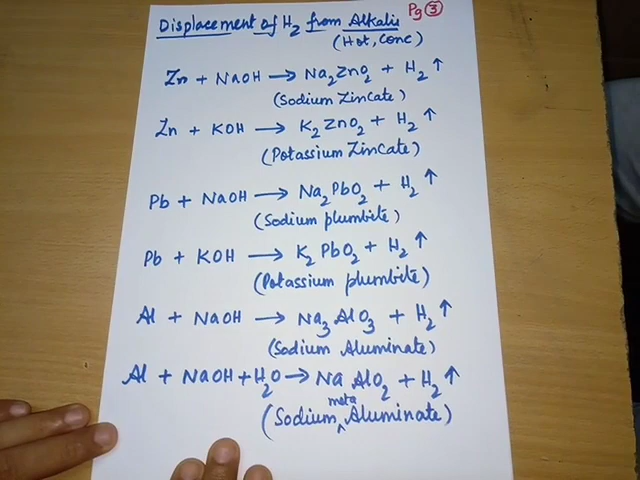 Displacement of H₂ from Alkalis Pg ③
(Hot, Conc)
Zn + NaOH → Na₂ZnO₂ + H₂↑
(Sodium Zincate)
Zn + KOH → K₂ZnO₂ + H₂↑
(Potassium Zincate)
Pb + NaOH → Na₂PbO₂ + H₂↑
(Sodium plumbite)
Pb + KOH → K₂PbO₂ + H₂↑
(Potassium plumbite)
Al + NaOH → Na₃AlO₃ + H₂↑
(Sodium Aluminate)
Al + NaOH + H₂O → NaAlO₂ + H₂↑
(Sodium meta Aluminate)